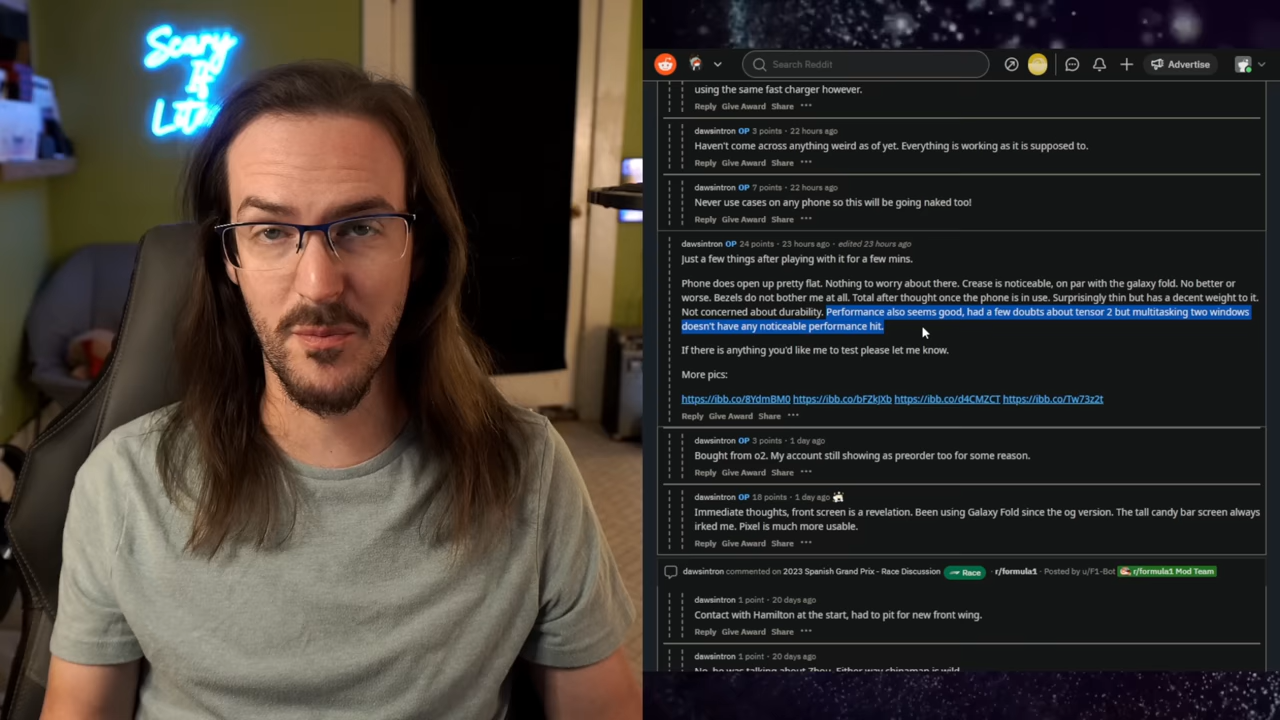 Scary
If
Search Reddit
Advertise
using the same fast charger however.
Reply Give Award Share
dawsintron OP 3 points · 22 hours ago
Haven't come across anything weird as of yet. Everything is working as it is supposed to.
Reply Give Award Share
dawsintron OP 7 points · 22 hours ago
Never use cases on any phone so this will be going naked too!
Reply Give Award Share
dawsintron OP 24 points · 23 hours ago · edited 23 hours ago
Just a few things after playing with it for a few mins.
Phone does open up pretty flat. Nothing to worry about there. Crease is noticeable, on par with the galaxy fold. No better or
worse. Bezels do not bother me at all. Total after thought once the phone is in use. Surprisingly thin but has a decent weight to it.
Not concerned about durability. Performance also seems good, had a few doubts about tensor 2 but multitasking two windows
doesn't have any noticeable performance hit.
If there is anything you'd like me to test please let me know.
More pics:
https://ibb.co/8YdmBM0 https://ibb.co/bFZkJXb https://ibb.co/d4CMZCT https://ibb.co/Tw73z2t
Reply Give Award Share
dawsintron OP 3 points · 1 day ago
Bought from o2. My account still showing as preorder too for some reason.
Reply Give Award Share
dawsintron OP 18 points · 1 day ago
Immediate thoughts, front screen is a revelation. Been using Galaxy Fold since the og version. The tall candy bar screen always
irked me. Pixel is much more usable.
Reply Give Award Share
dawsintron commented on 2023 Spanish Grand Prix - Race Discussion Race · r/formula1 · Posted by u/F1-Bot r/formula1 Mod Team
dawsintron 1 point · 20 days ago
Contact with Hamilton at the start, had to pit for new front wing.
Reply Give Award Share
dawsintron 1 point · 20 days ago
No, he was talking about Zhou. Either way chinaman is wild